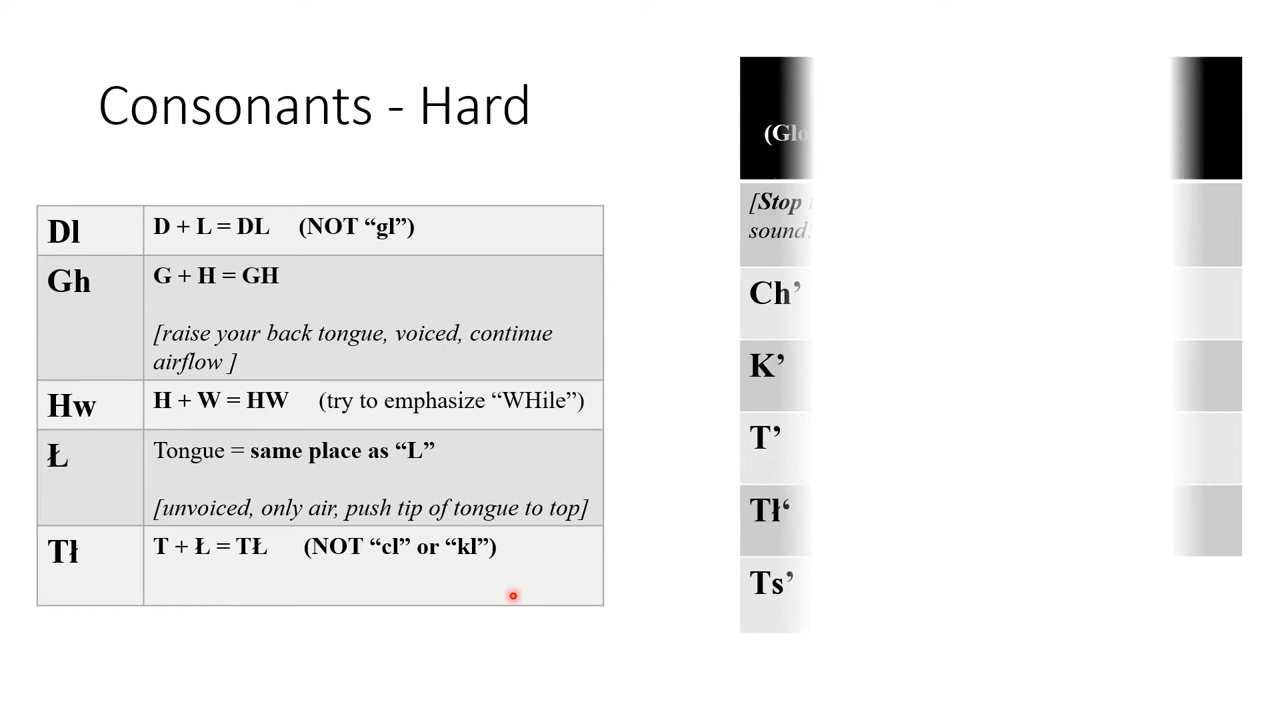 Consonants - Hard
Dl D + L = DL (NOT “gl”)
Gh G + H = GH
[raise your back tongue, voiced, continue
airflow ]
Hw H + W = HW (try to emphasize “WHile”)
Ł Tongue = same place as “L”
[unvoiced, only air, push tip of tongue to top]
Tł T + Ł = TŁ (NOT “cl” or “kl”)
[Stop
sound
Ch’
K’
T’
Tł‘
Ts’